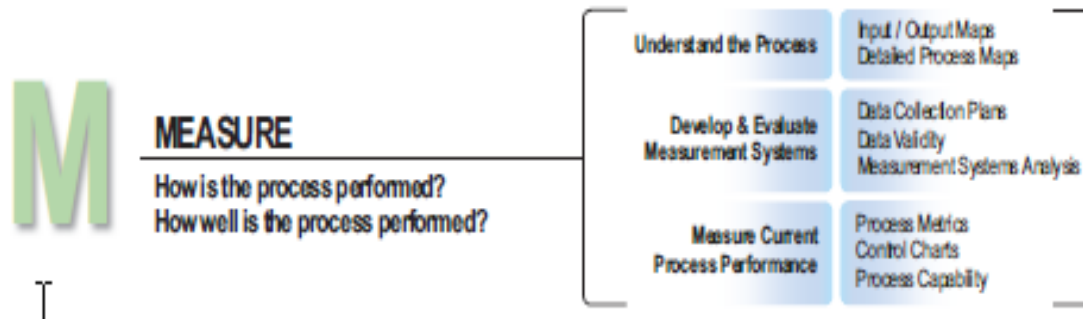 M
MEASURE
How is the process performed?
How well is the process performed?
Understand the Process
Input / Output Maps
Detailed Process Maps
Develop & Evaluate
Measurement Systems
Data Collection Plans
Data Validity
Measurement Systems Analysis
Measure Current
Process Performance
Process Metrics
Control Charts
Process Capability